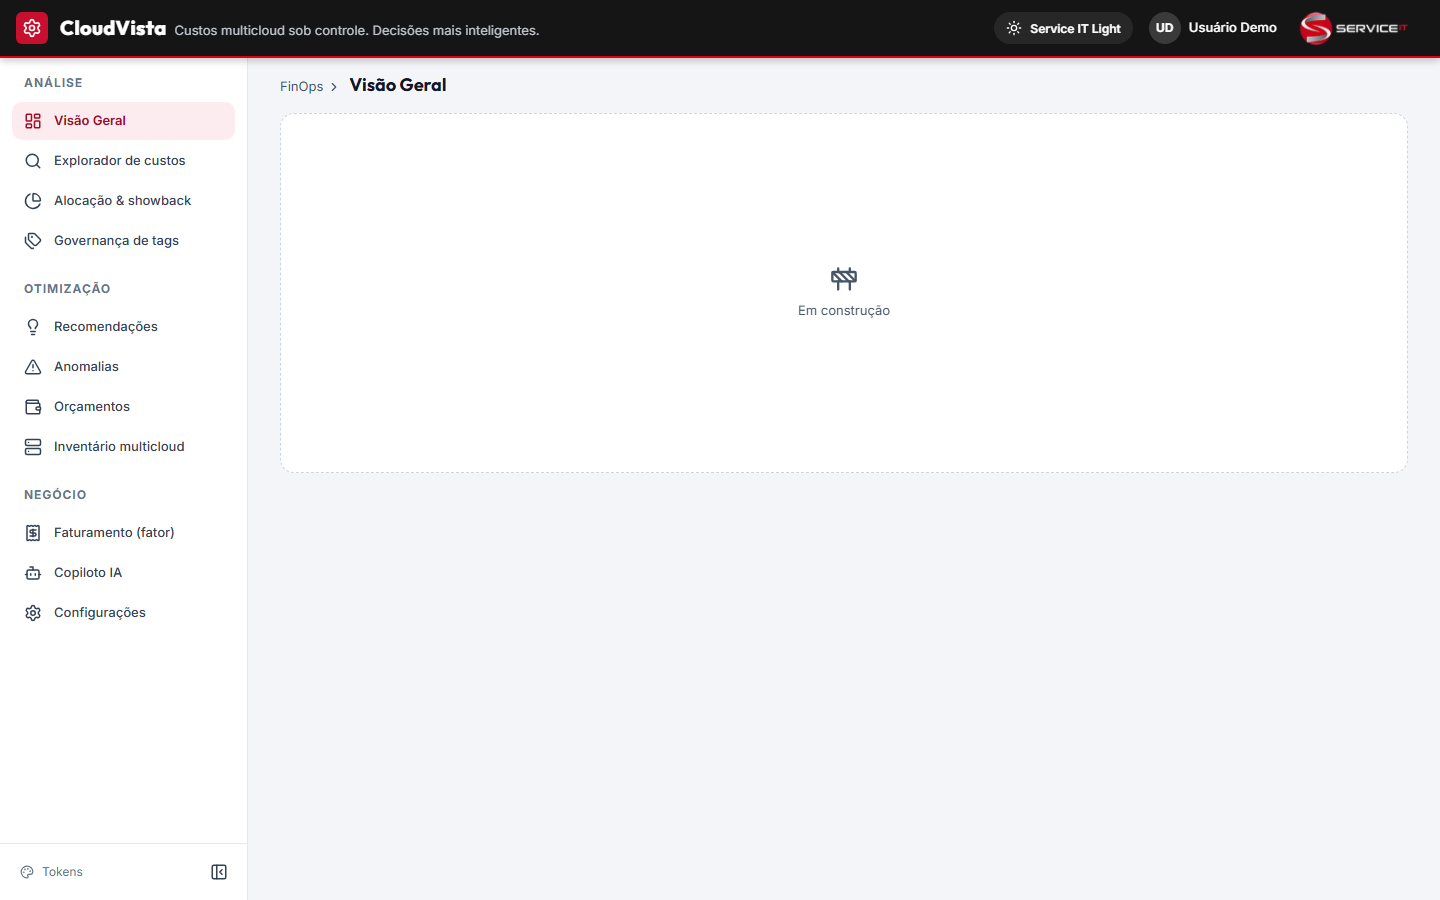 CloudVista Custos multicloud sob controle. Decisões mais inteligentes.
Service IT Light
UD Usuário Demo
SERVICE IT
ANÁLISE
Visão Geral
Explorador de custos
Alocação & showback
Governança de tags
OTIMIZAÇÃO
Recomendações
Anomalias
Orçamentos
Inventário multicloud
NEGÓCIO
Faturamento (fator)
Copiloto IA
Configurações
Tokens
FinOps > Visão Geral
Em construção